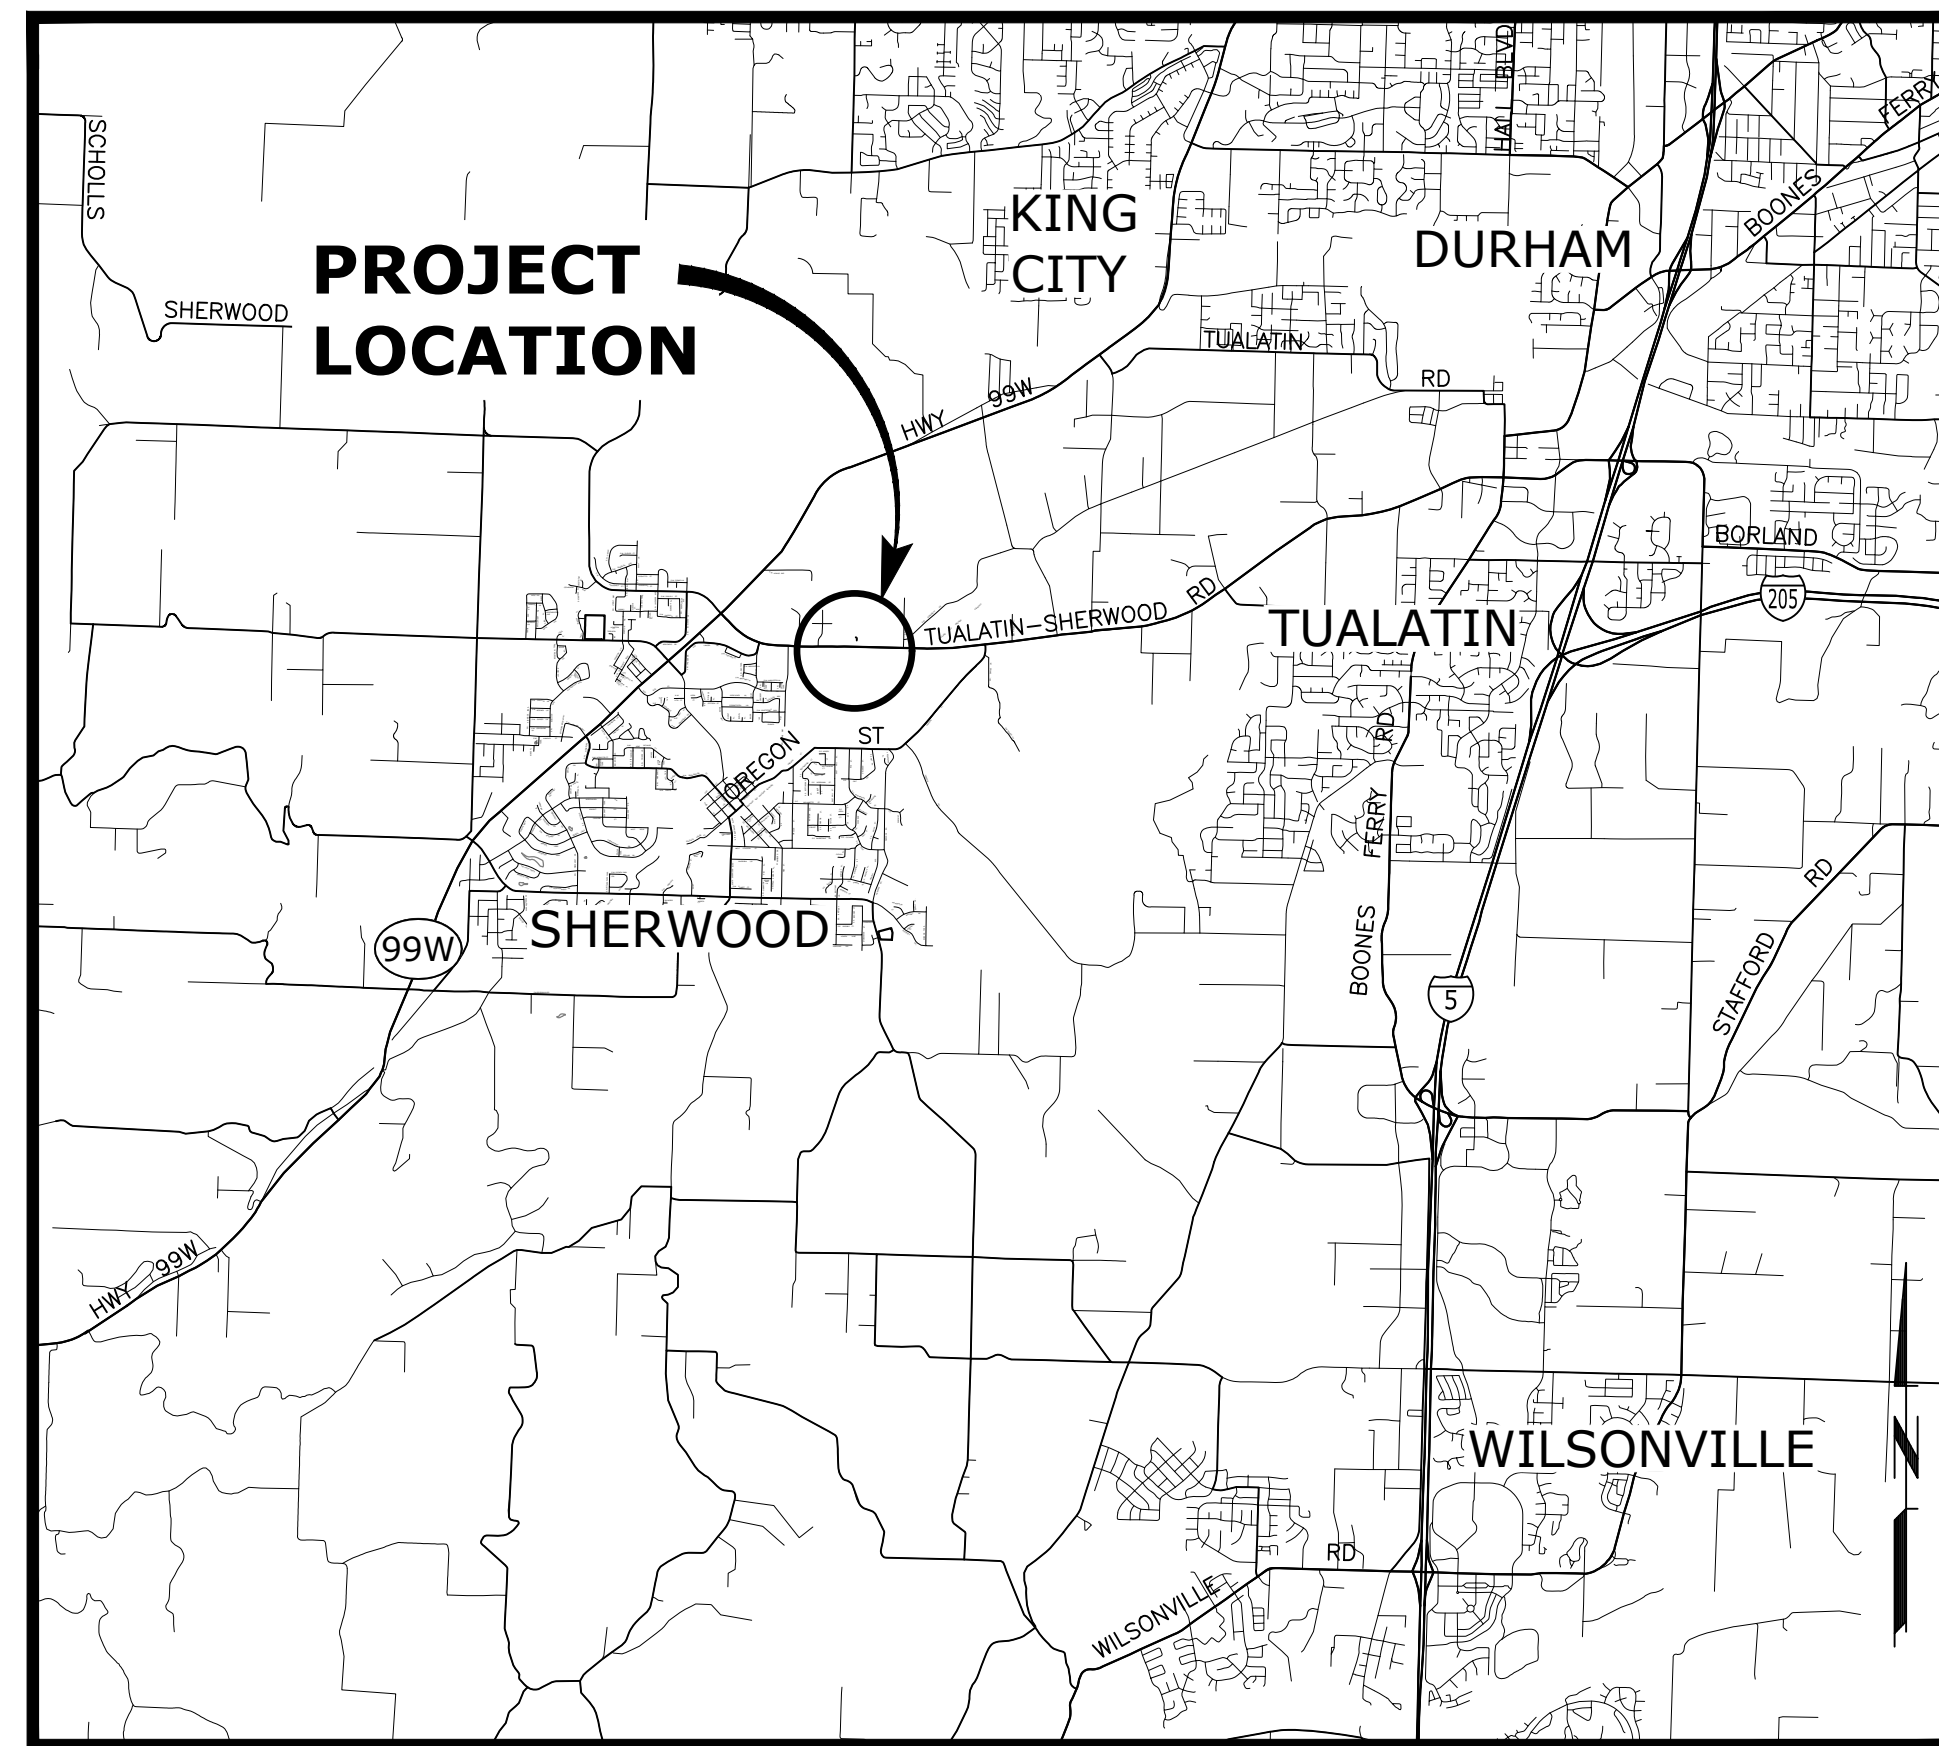 HALL BLVD
FERRY
SCHOLLS
BOONES
KING
CITY
DURHAM
PROJECT
LOCATION
SHERWOOD
TUALATIN
RD
HWY 99W
BORLAND
205
TUALATIN-SHERWOOD RD
TUALATIN
RD
OREGON ST
FERRY
RD
SHERWOOD
99W
BOONES
STAFFORD
5
HWY 99W
N
WILSONVILLE
RD
WILSONVILLE